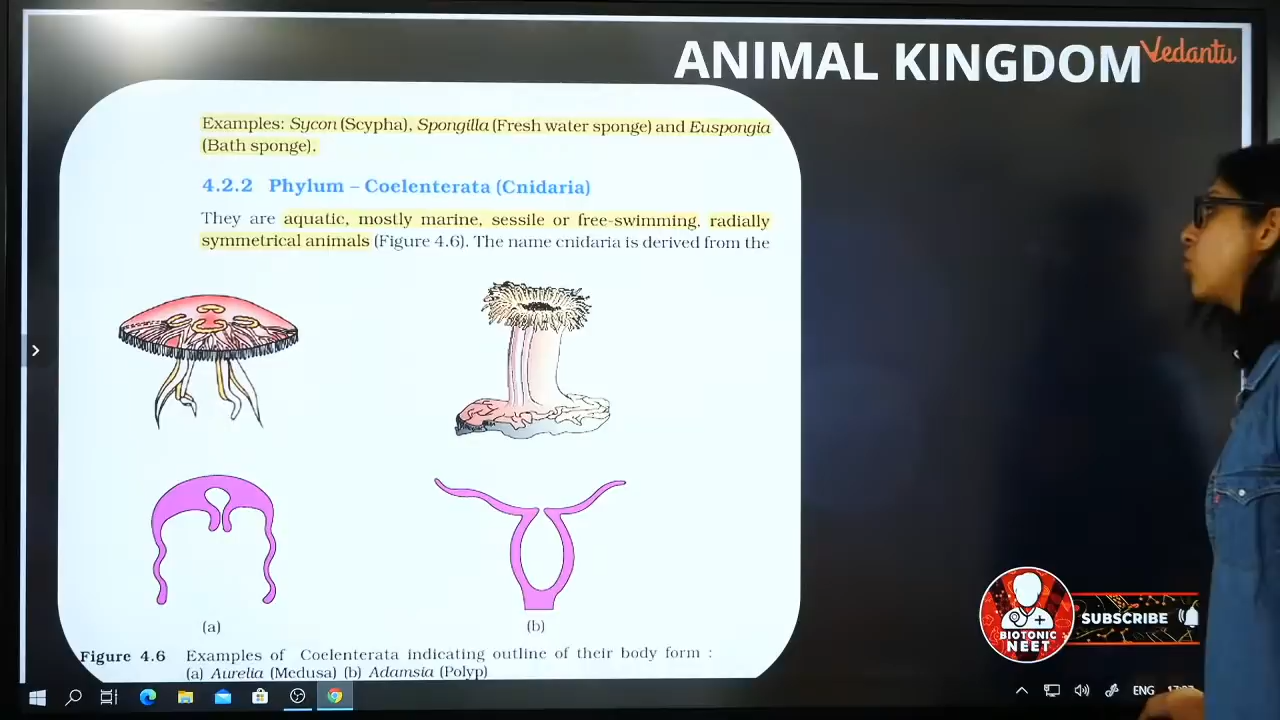 ANIMAL KINGDOM
Vedantu
Examples: Sycon (Scypha), Spongilla (Fresh water sponge) and Euspongia
(Bath sponge).
4.2.2 Phylum – Coelenterata (Cnidaria)
They are aquatic, mostly marine, sessile or free-swimming, radially
symmetrical animals (Figure 4.6). The name cnidaria is derived from the
(a)
(b)
Figure 4.6 Examples of Coelenterata indicating outline of their body form :
(a) Aurelia (Medusa) (b) Adamsia (Polyp)
BIOTONIC
NEET
SUBSCRIBE
ENG